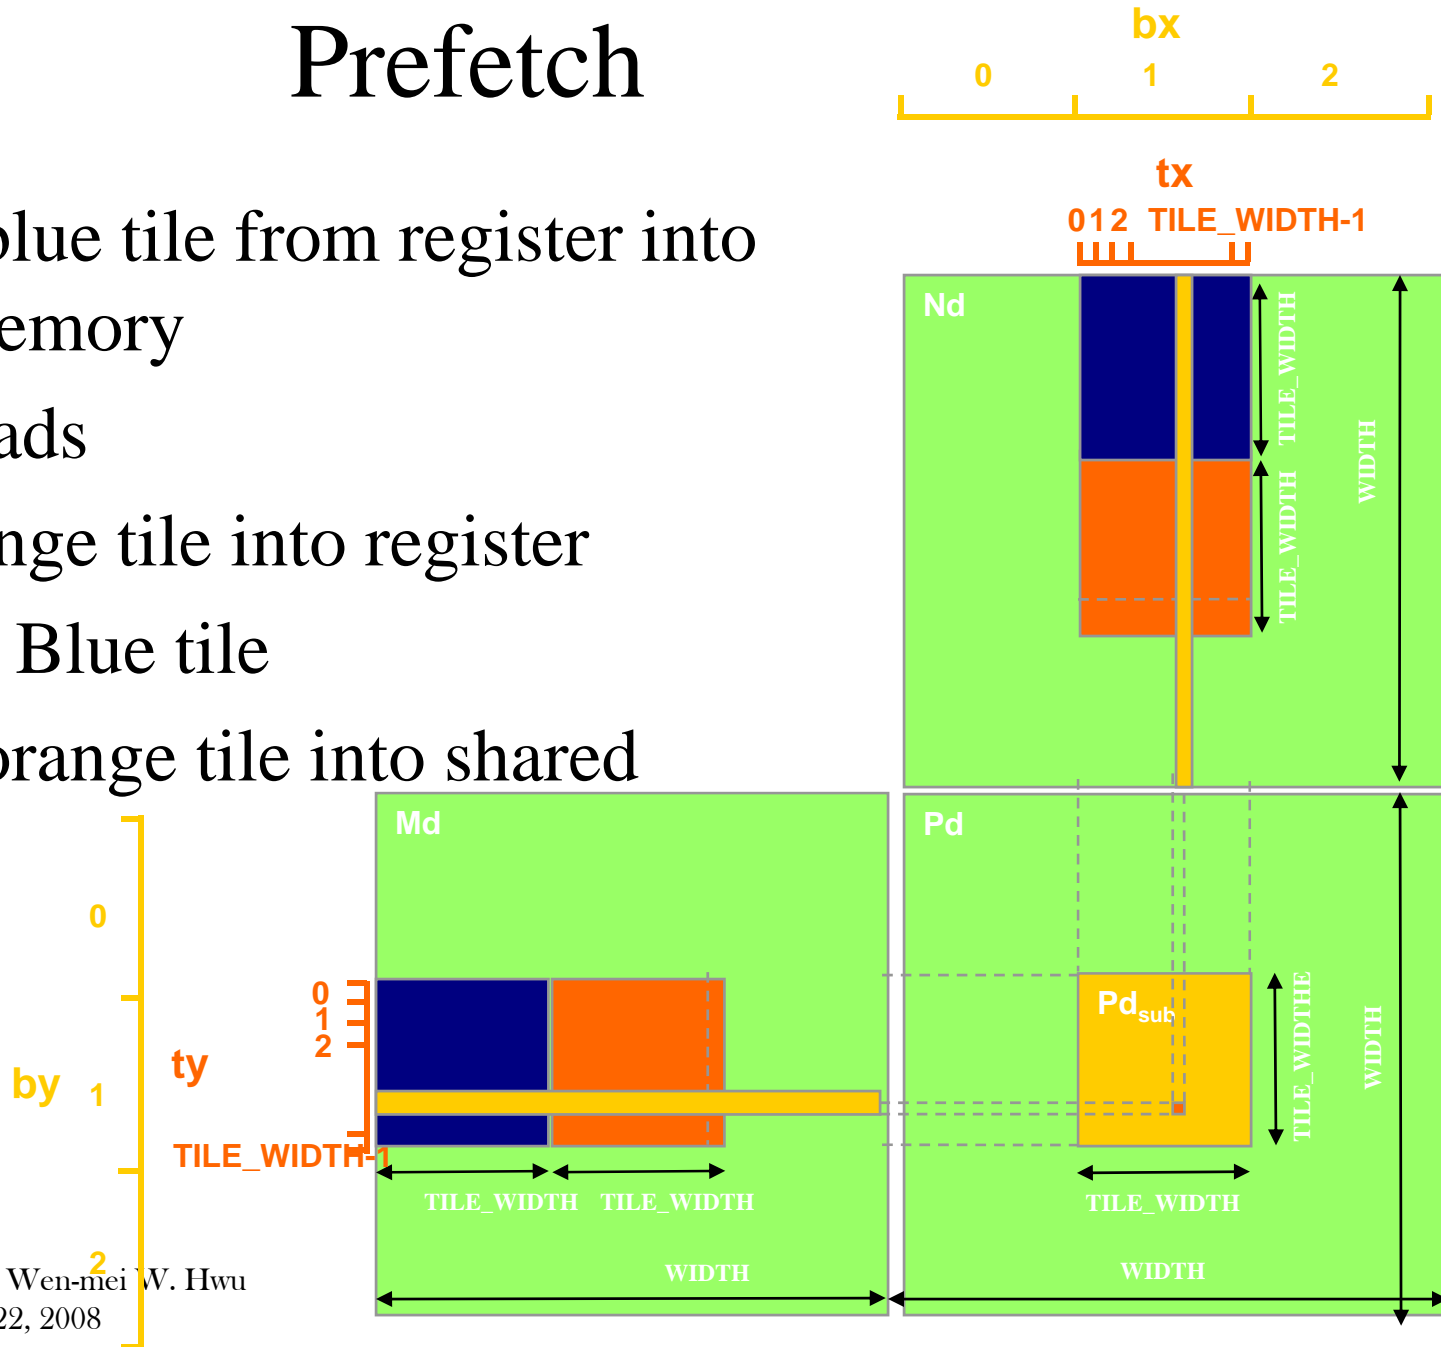 Prefetch
bx
0 1 2
tx
0 1 2 TILE_WIDTH-1
blue tile from register into
emory
ads
nge tile into register
Blue tile
orange tile into shared
Nd
TILE_WIDTH
TILE_WIDTH
WIDTH
Md
Pd
0
1
2
by
ty
0
1
2
TILE_WIDTH-1
Pdsub
TILE_WIDTHE
WIDTH
TILE_WIDTH TILE_WIDTH
TILE_WIDTH
WIDTH
WIDTH
Wen-mei W. Hwu
22, 2008